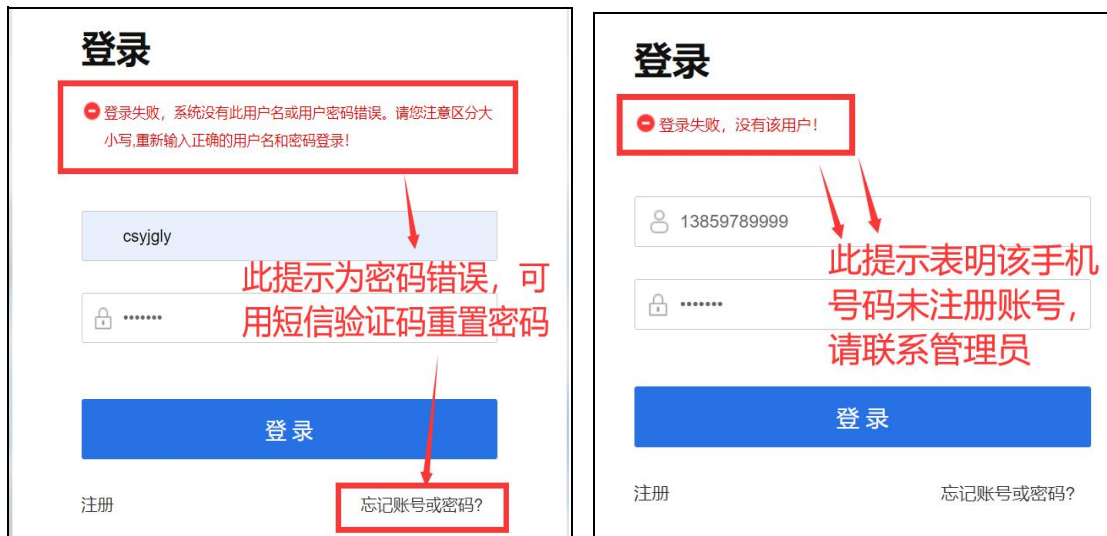 登录
登录失败，系统没有此用户名或用户密码错误。请您注意区分大
小写,重新输入正确的用户名和密码登录！
csyjgly
此提示为密码错误，可
用短信验证码重置密码
•••••••
登录
注册
忘记账号或密码?
登录
登录失败，没有该用户！
13859789999
此提示表明该手机
号码未注册账号，
请联系管理员
•••••••
登录
注册
忘记账号或密码?